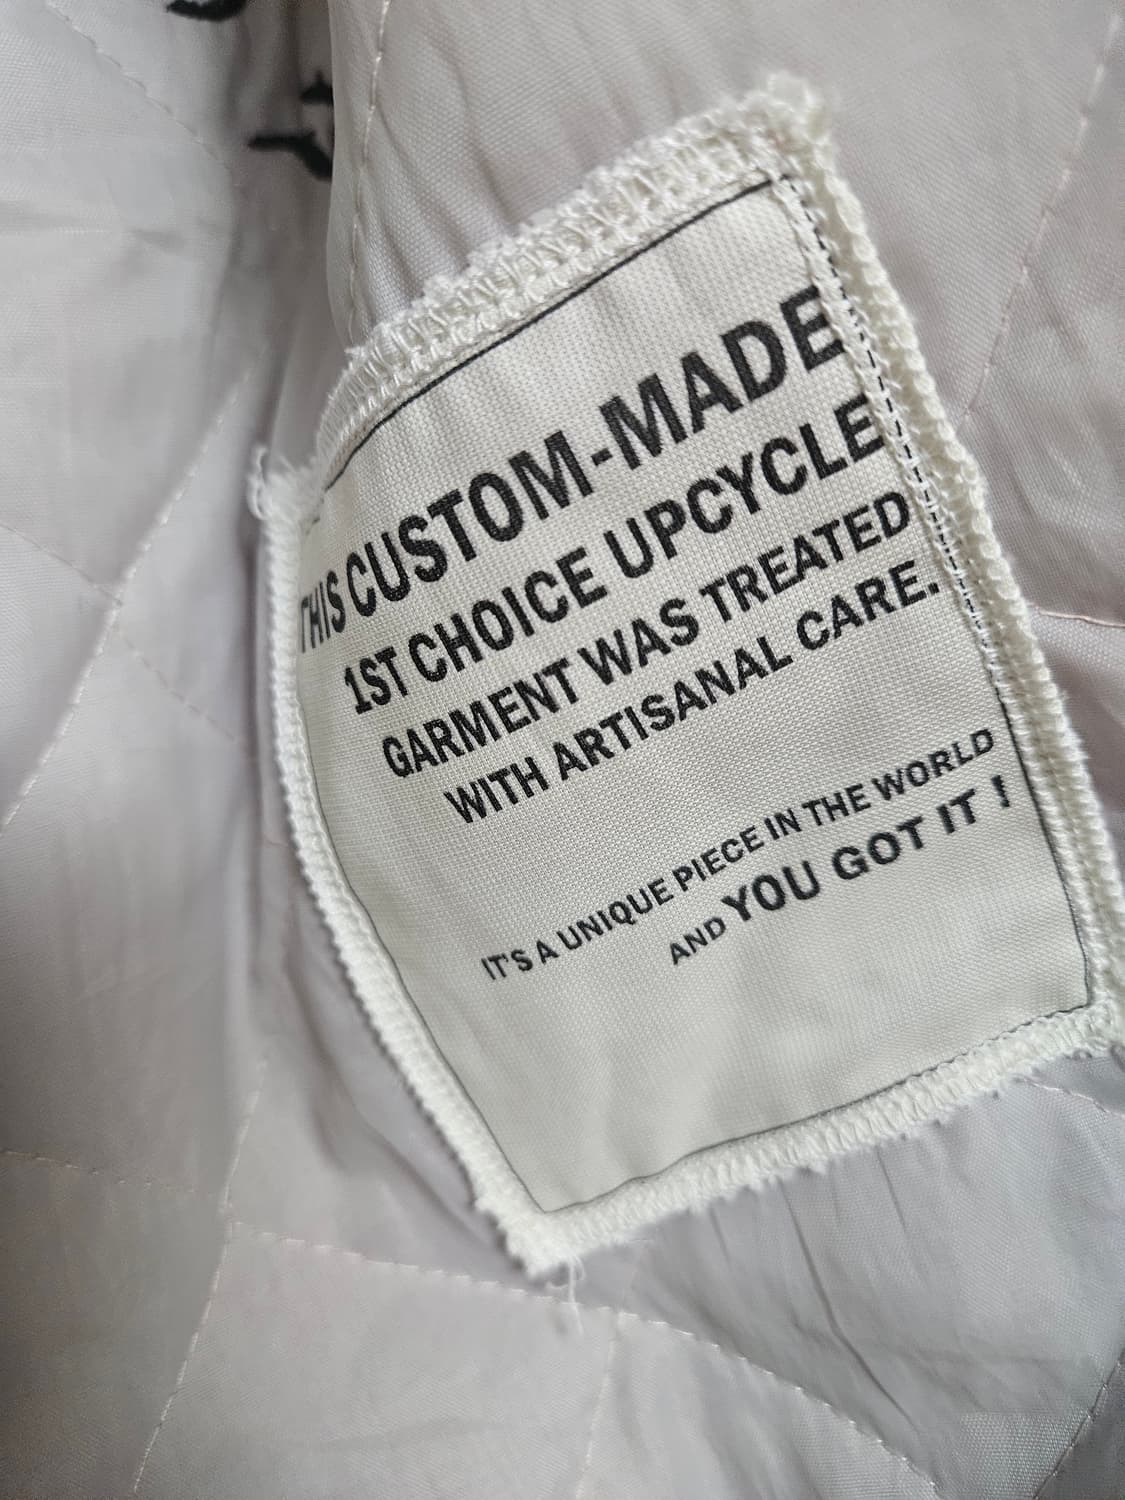 THIS CUSTOM-MADE
1ST CHOICE UPCYCLE
GARMENT WAS TREATED
WITH ARTISANAL CARE.
IT'S A UNIQUE PIECE IN THE WORLD
AND YOU GOT IT !